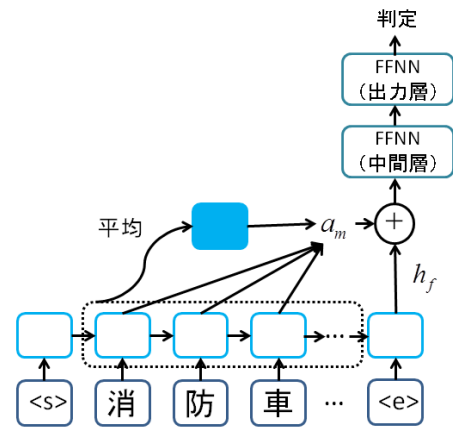 判定
FFNN
(出力層)
FFNN
(中間層)
平均
a_m
+
h_f
...
<s>
消
防
車
...
<e>